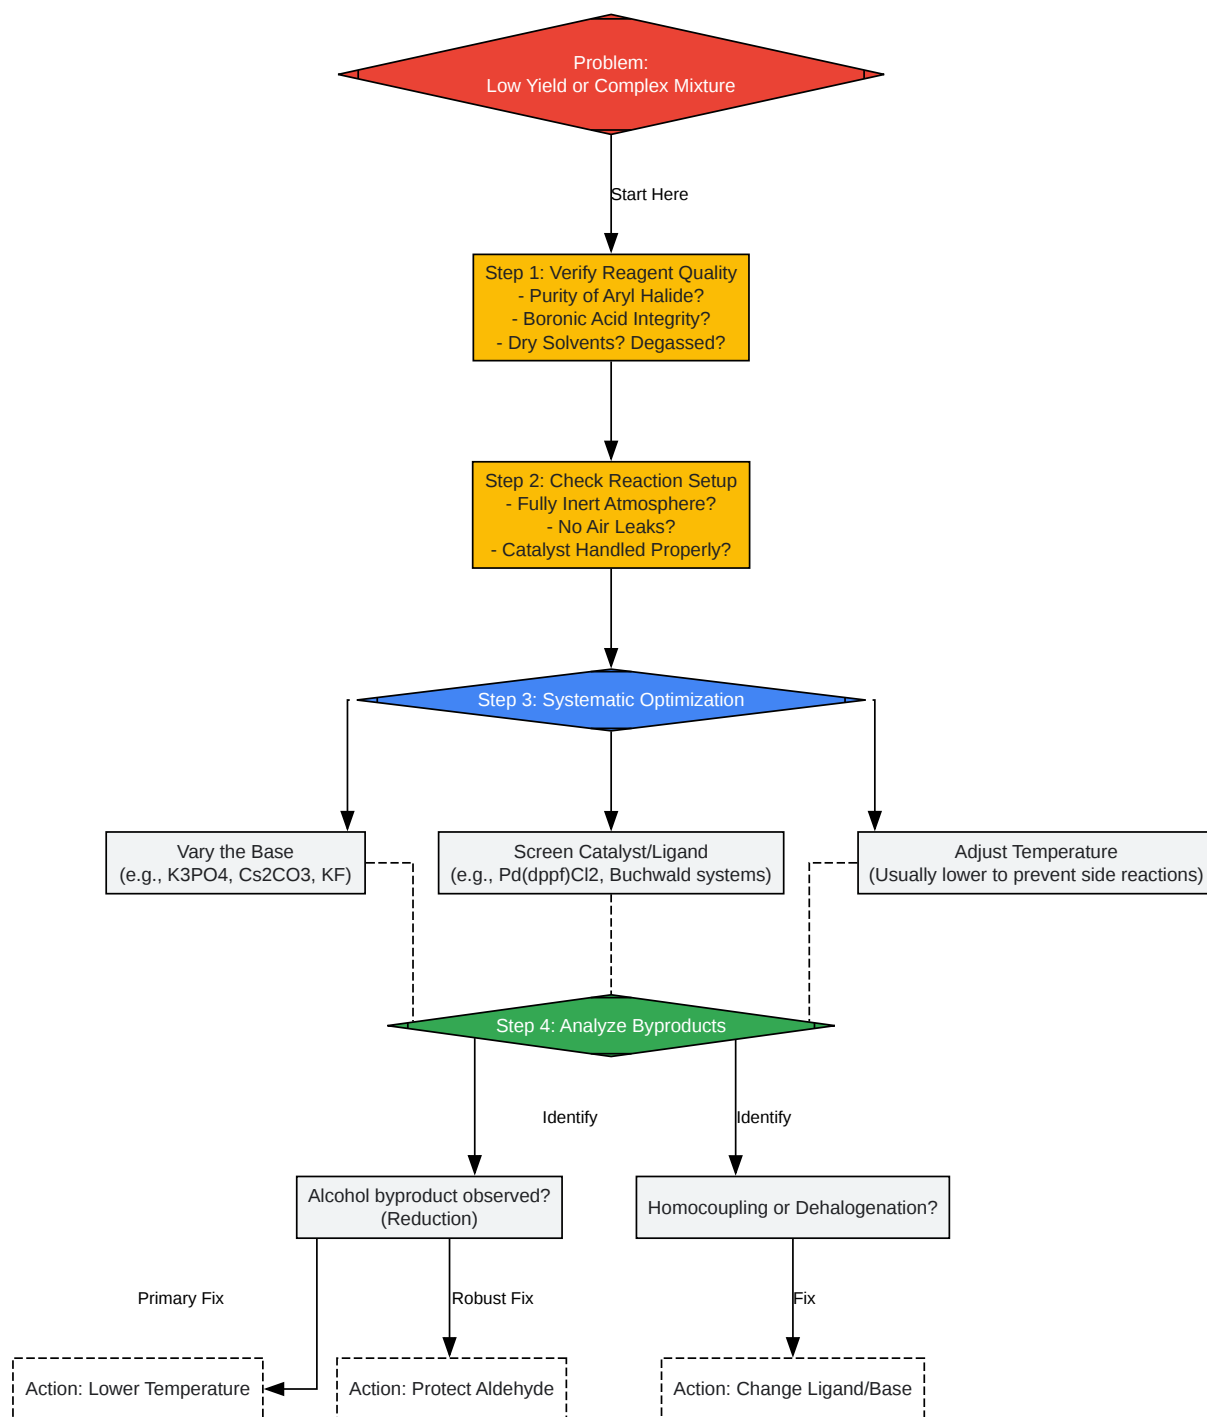 Problem:
Low Yield or Complex Mixture
Start Here
Step 1: Verify Reagent Quality
- Purity of Aryl Halide?
- Boronic Acid Integrity?
- Dry Solvents? Degassed?
Step 2: Check Reaction Setup
- Fully Inert Atmosphere?
- No Air Leaks?
- Catalyst Handled Properly?
Step 3: Systematic Optimization
Vary the Base
(e.g., K3PO4, Cs2CO3, KF)
Screen Catalyst/Ligand
(e.g., Pd(dppf)Cl2, Buchwald systems)
Adjust Temperature
(Usually lower to prevent side reactions)
Step 4: Analyze Byproducts
Identify
Identify
Alcohol byproduct observed?
(Reduction)
Homocoupling or Dehalogenation?
Primary Fix
Robust Fix
Fix
Action: Lower Temperature
Action: Protect Aldehyde
Action: Change Ligand/Base